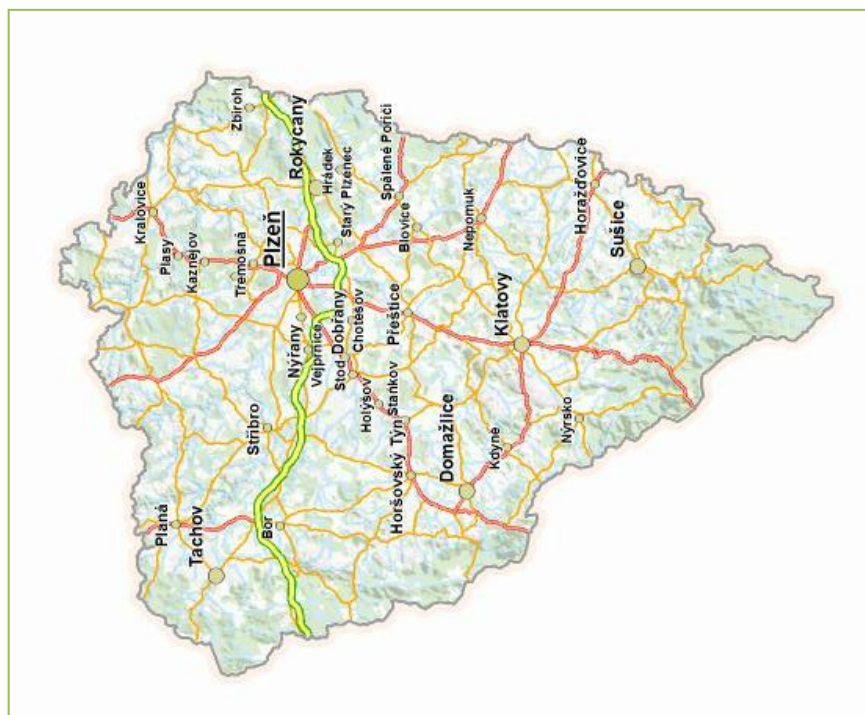 Kralovice
Planá
Plasy
Kaznějov
Tachov
Zbiroh
Třemošná
Stříbro
Bor
Plzeň
Nýřany
Rokycany
Vejprnice
Hrádek
Stod
Dobřany
Starý Plzenec
Chotěšov
Holýšov
Spálené Poříčí
Přeštice
Staňkov
Horšovský Týn
Blovice
Domažlice
Nepomuk
Kdyně
Klatovy
Nýrsko
Horažďovice
Sušice